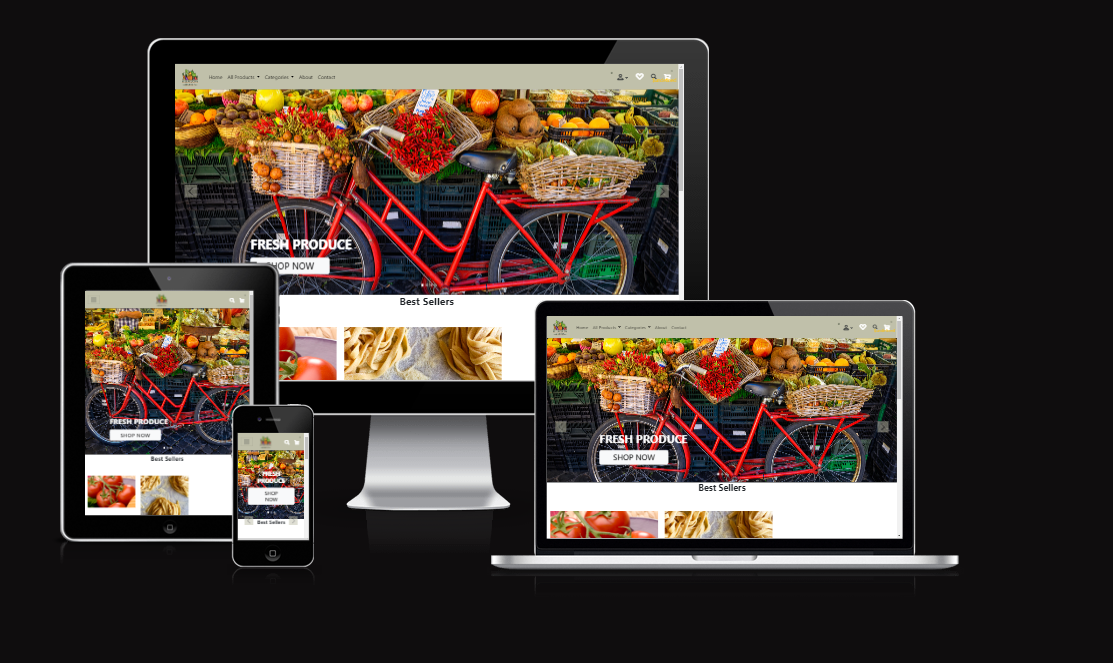 Home All Products Categories About Contact
FRESH PRODUCE
SHOP NOW
Best Sellers
FRESH PRODUCE
SHOP NOW
Best Sellers
FRESH
PRODUCE
SHOP
NOW
Best Sellers
Home All Products Categories About Contact
FRESH PRODUCE
SHOP NOW
Best Sellers